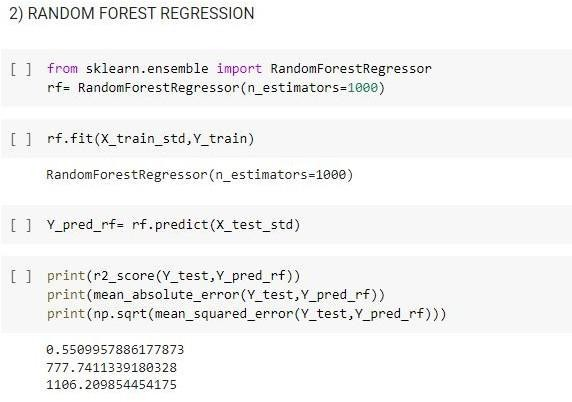 2) RANDOM FOREST REGRESSION
[ ] from sklearn.ensemble import RandomForestRegressor
rf= RandomForestRegressor(n_estimators=1000)
[ ] rf.fit(X_train_std,Y_train)
RandomForestRegressor(n_estimators=1000)
[ ] Y_pred_rf= rf.predict(X_test_std)
[ ] print(r2_score(Y_test,Y_pred_rf))
print(mean_absolute_error(Y_test,Y_pred_rf))
print(np.sqrt(mean_squared_error(Y_test,Y_pred_rf)))
0.5509957886177873
777.7411339180328
1106.209854454175